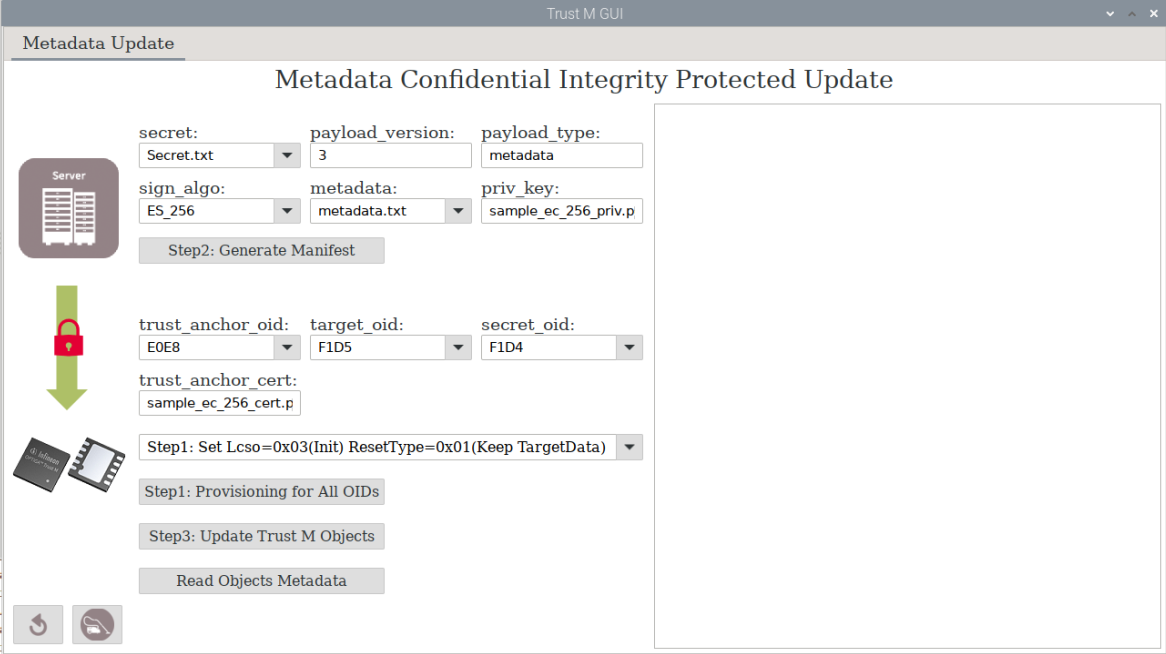 Trust M GUI
Metadata Update
Metadata Confidential Integrity Protected Update
secret: payload_version: payload_type:
Secret.txt 3 metadata
sign_algo: metadata: priv_key:
ES_256 metadata.txt sample_ec_256_priv.p
Server
Step2: Generate Manifest
trust_anchor_oid: target_oid: secret_oid:
E0E8 F1D5 F1D4
trust_anchor_cert:
sample_ec_256_cert.p
Step1: Set Lcso=0x03(Init) ResetType=0x01(Keep TargetData)
Infineon
Step1: Provisioning for All OIDs
Step3: Update Trust M Objects
Read Objects Metadata